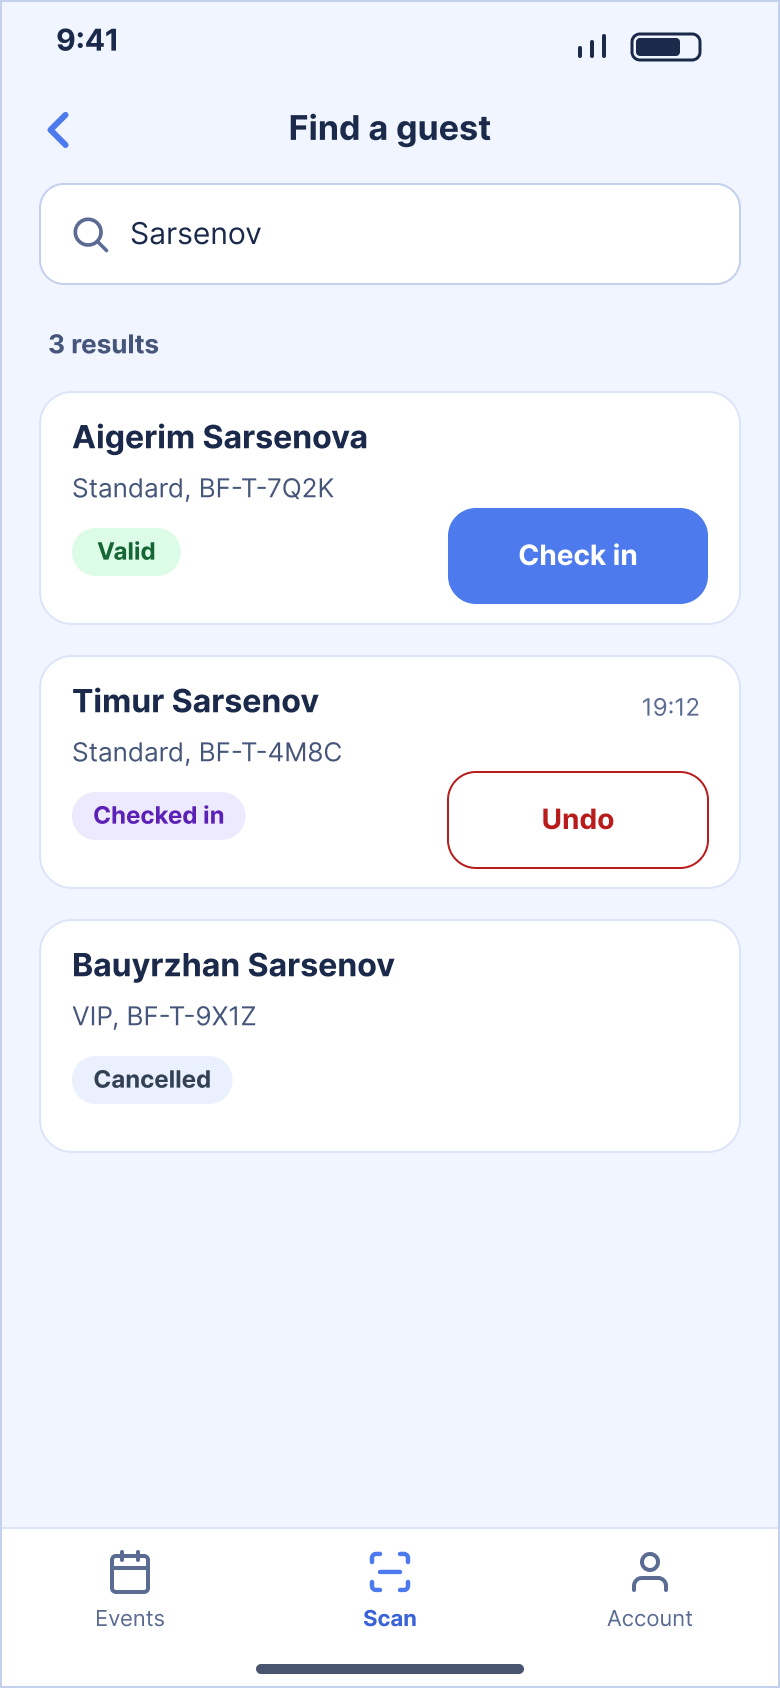 9:41
Find a guest
Sarsenov
3 results
Aigerim Sarsenova
Standard, BF-T-7Q2K
Valid
Check in
Timur Sarsenov
19:12
Standard, BF-T-4M8C
Checked in
Undo
Bauyrzhan Sarsenov
VIP, BF-T-9X1Z
Cancelled
Events
Scan
Account